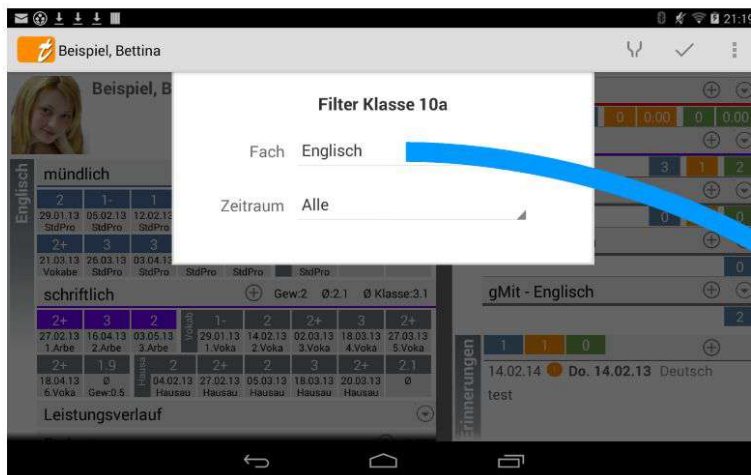 21:19
Beispiel, Bettina
Beispiel, B
Filter Klasse 10a
Fach Englisch
Zeitraum Alle
0 0.00 0 0.00
3 1 2
0 0
0
gMit - Englisch
2
Englisch
mündlich
2 1- 1
29.01.13 05.02.13 12.02.13
StdPro StdPro StdPro
2+ 3 3
21.03.13 26.03.13 03.04.13
Vokabe StdPro StdPro StdPro StdPro StdPro
schriftlich Gew:2 Ø:2.1 Ø Klasse:3.1
2+ 3 2 Vokab 1- 2 2+ 3 2+
27.02.13 16.04.13 03.05.13 29.01.13 14.02.13 02.03.13 18.03.13 27.03.13
1.Arbe 2.Arbe 3.Arbe 1.Voka 2.Voka 3.Voka 4.Voka 5.Voka
2+ 1.9 Hausa 2 2+ 2 3 2+ 2.1
18.04.13 Ø 04.02.13 27.02.13 05.03.13 18.03.13 20.03.13 Ø
6.Voka Gew:0.5 Hausau Hausau Hausau Hausau Hausau
Leistungsverlauf
Erinnerungen
1 1 0
14.02.14 Do. 14.02.13 Deutsch
test